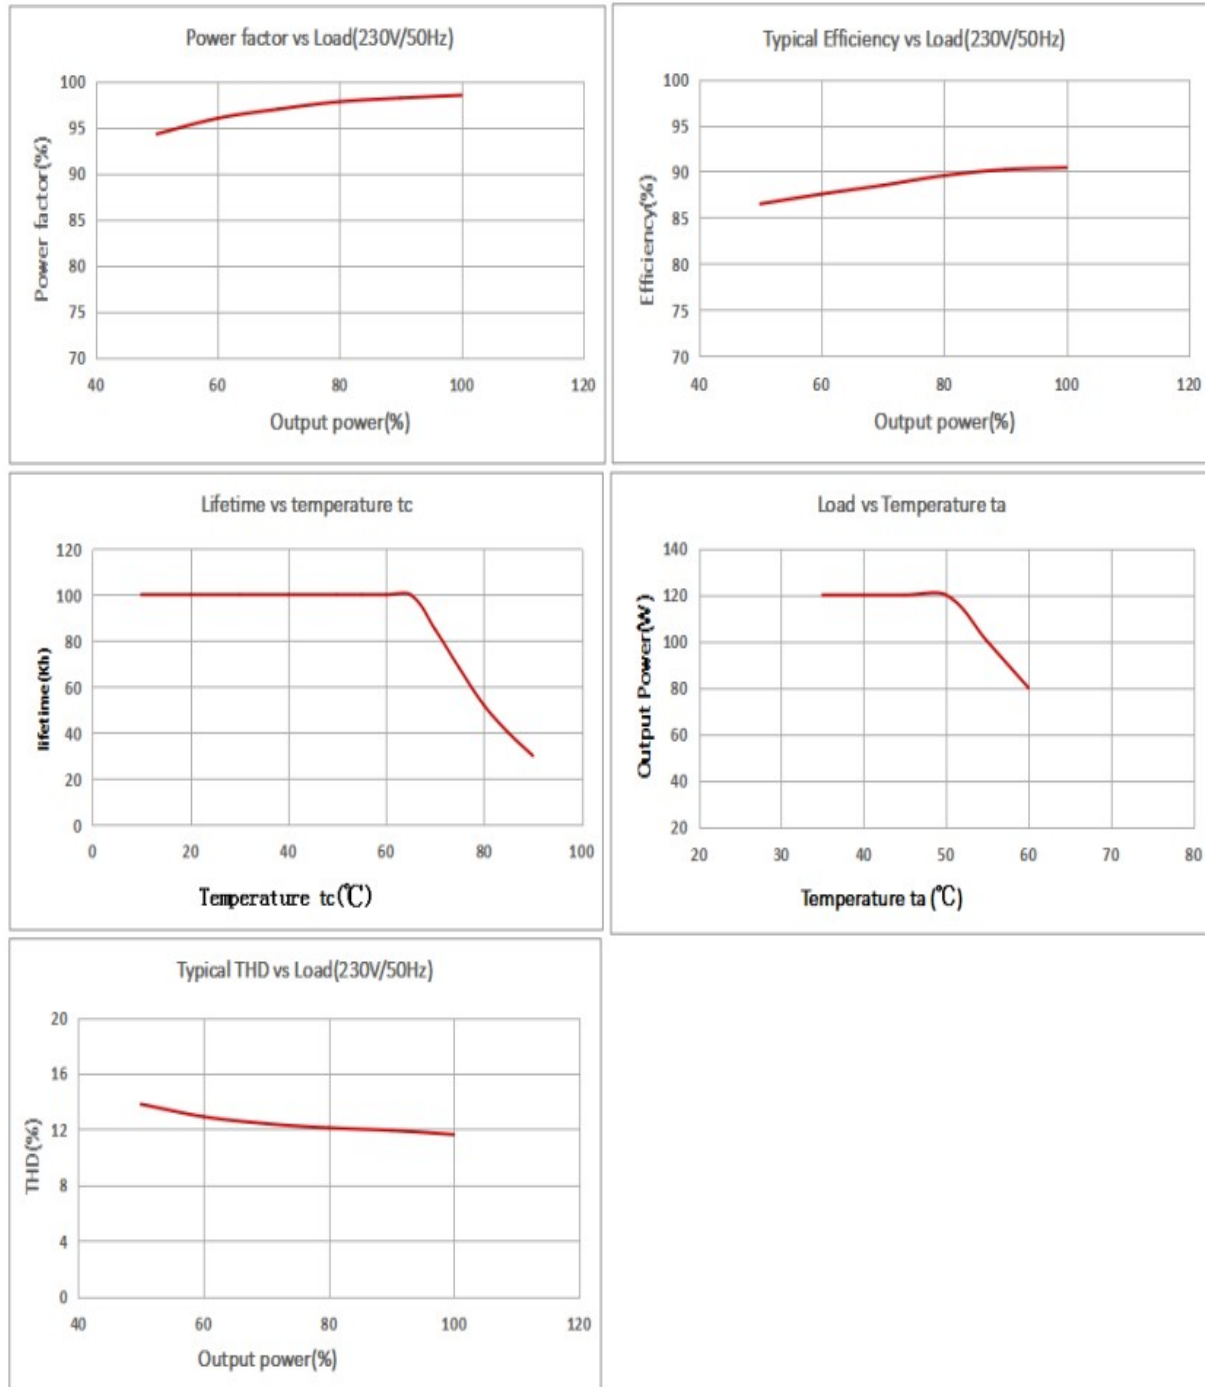 Power factor vs Load(230V/50Hz)
100
95
90
85
80
75
70
Power factor(%)
40 60 80 100 120
Output power(%)
Typical Efficiency vs Load(230V/50Hz)
100
95
90
85
80
75
70
Efficiency(%)
40 60 80 100 120
Output power(%)
Lifetime vs temperature tc
120
100
80
60
40
20
0
lifetime(Kh)
0 20 40 60 80 100
Temperature tc(℃)
Load vs Temperature ta
140
120
100
80
60
40
20
Output Power(W)
20 30 40 50 60 70 80
Temperature ta (℃)
Typical THD vs Load(230V/50Hz)
20
16
12
8
4
0
THD(%)
40 60 80 100 120
Output power(%)